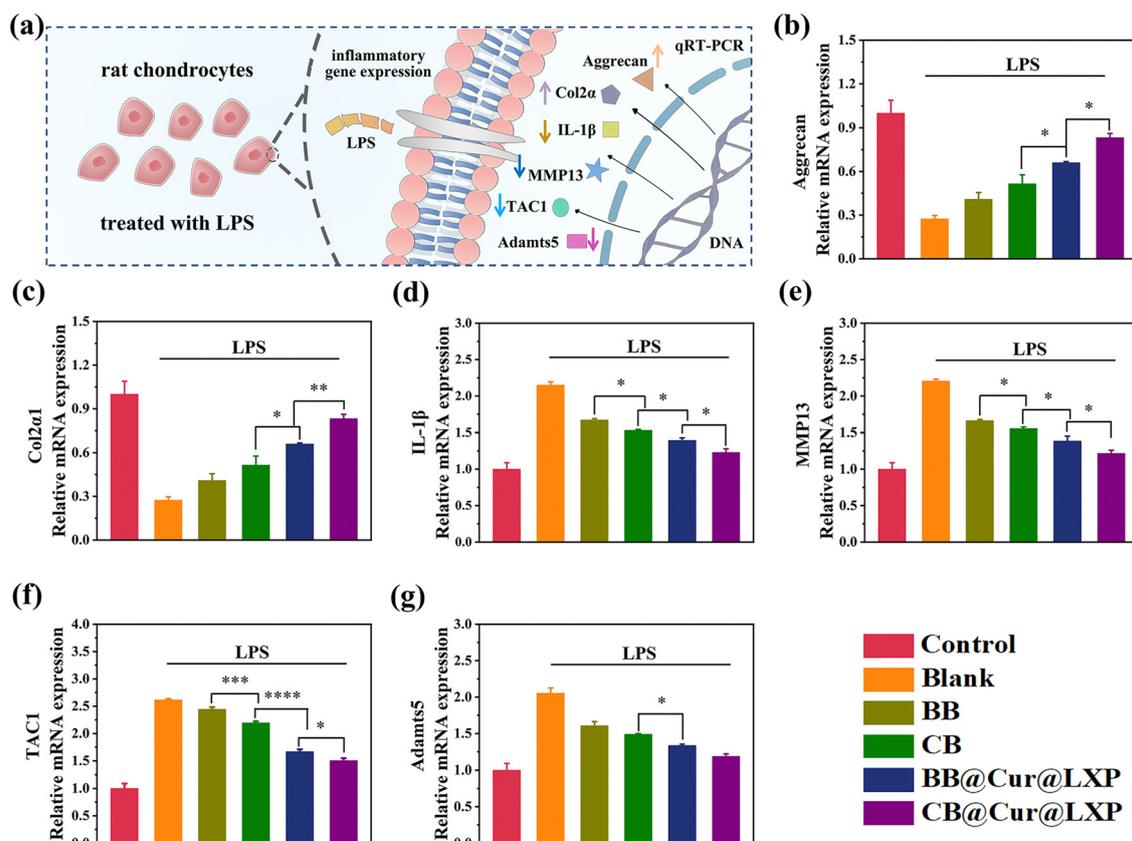 (a)
rat chondrocytes
treated with LPS
inflammatory
gene expression
LPS
qRT-PCR
Aggrecan
Col2α
IL-1β
MMP13
TAC1
Adamts5
DNA
(b)
Aggrecan
Relative mRNA expression
1.5
1.2
0.9
0.6
0.3
0.0
LPS
*
*
(c)
Col2α1
Relative mRNA expression
1.5
1.2
0.9
0.6
0.3
0.0
LPS
*
**
(d)
IL-1β
Relative mRNA expression
3.0
2.5
2.0
1.5
1.0
0.5
0.0
LPS
*
*
*
(e)
MMP13
Relative mRNA expression
3.0
2.5
2.0
1.5
1.0
0.5
0.0
LPS
*
*
*
(f)
TAC1
Relative mRNA expression
4.0
3.5
3.0
2.5
2.0
1.5
1.0
0.5
0.0
LPS
***
****
*
(g)
Adamts5
Relative mRNA expression
3.0
2.5
2.0
1.5
1.0
0.5
0.0
LPS
*
Control
Blank
BB
CB
BB@Cur@LXP
CB@Cur@LXP